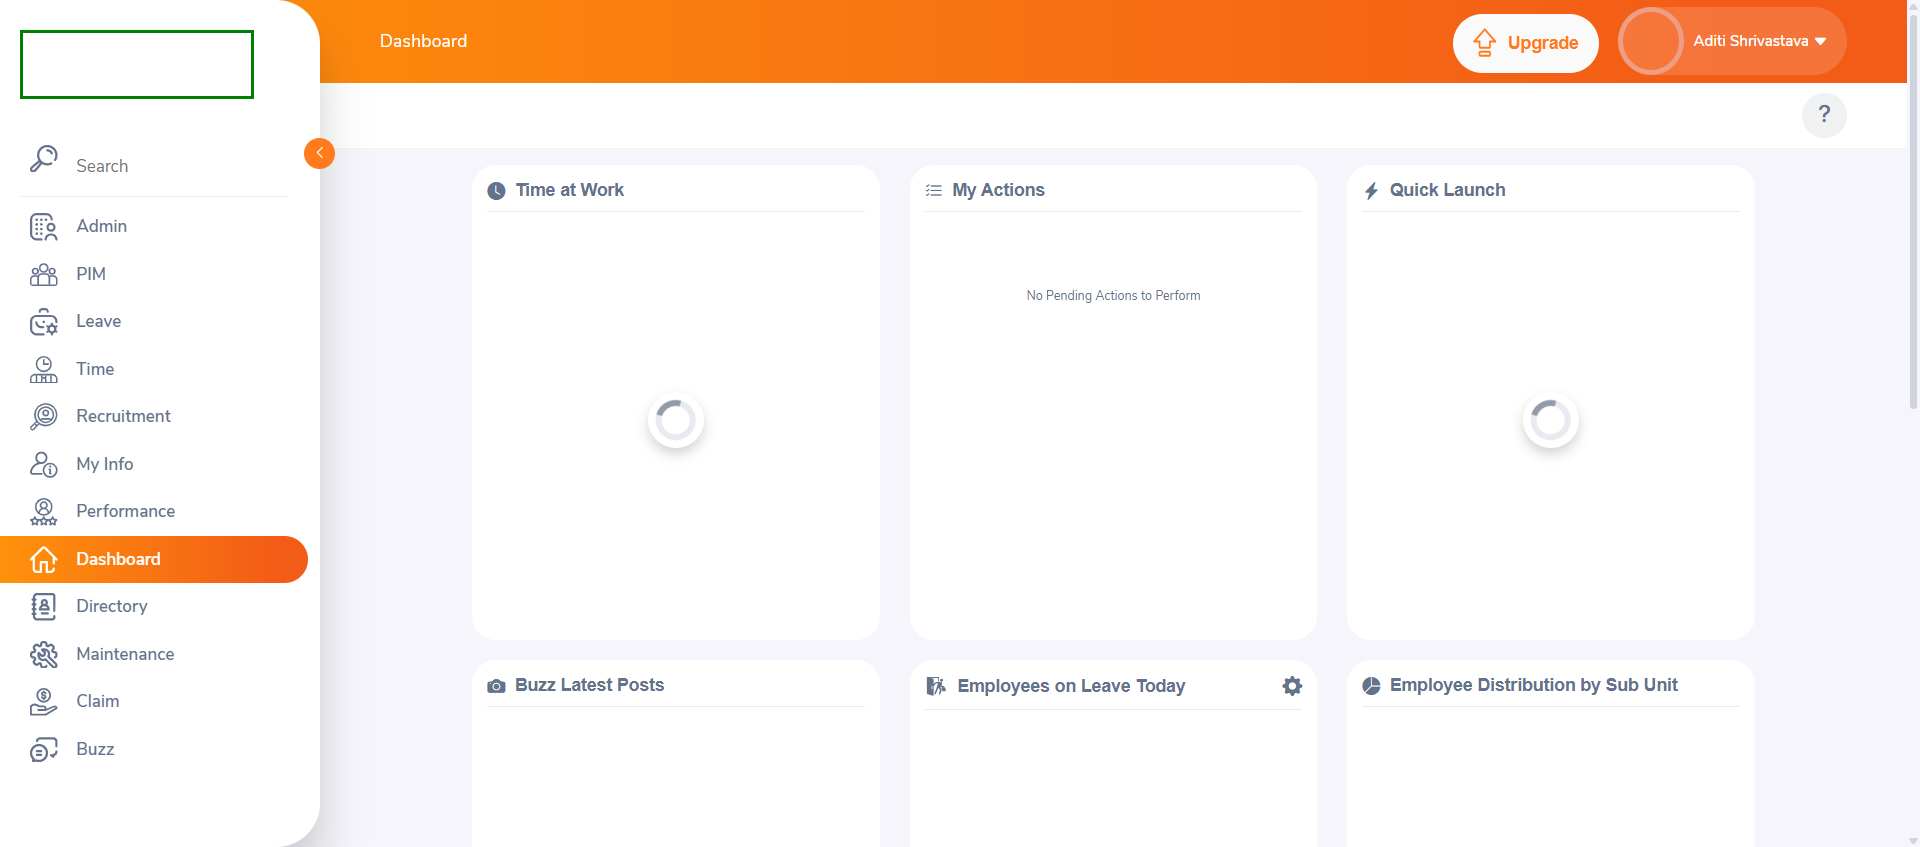 Dashboard
Upgrade
Aditi Shrivastava
?
Search
Admin
PIM
Leave
Time
Recruitment
My Info
Performance
Dashboard
Directory
Maintenance
Claim
Buzz
Time at Work
My Actions
No Pending Actions to Perform
Quick Launch
Buzz Latest Posts
Employees on Leave Today
Employee Distribution by Sub Unit